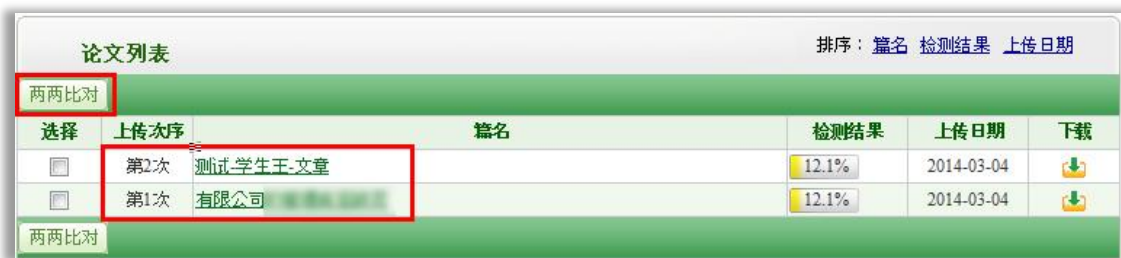 论文列表
排序：篇名 检测结果 上传日期
两两比对
选择 上传次序 篇名 检测结果 上传日期 下载
第2次 测试-学生王-文章 12.1% 2014-03-04
第1次 有限公司 12.1% 2014-03-04
两两比对